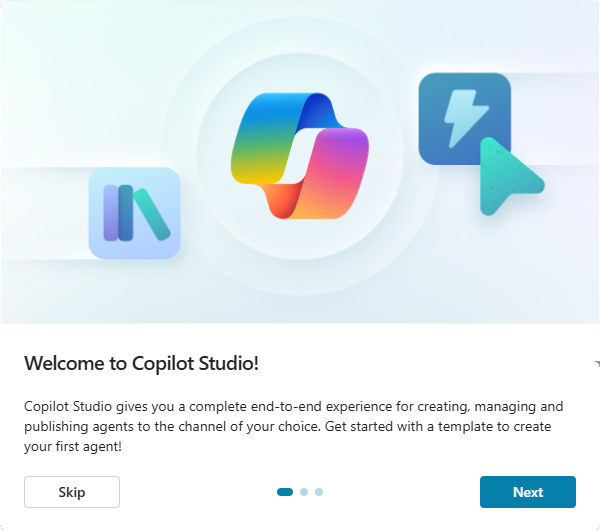 Welcome to Copilot Studio!
Copilot Studio gives you a complete end-to-end experience for creating, managing and
publishing agents to the channel of your choice. Get started with a template to create
your first agent!
Skip
Next